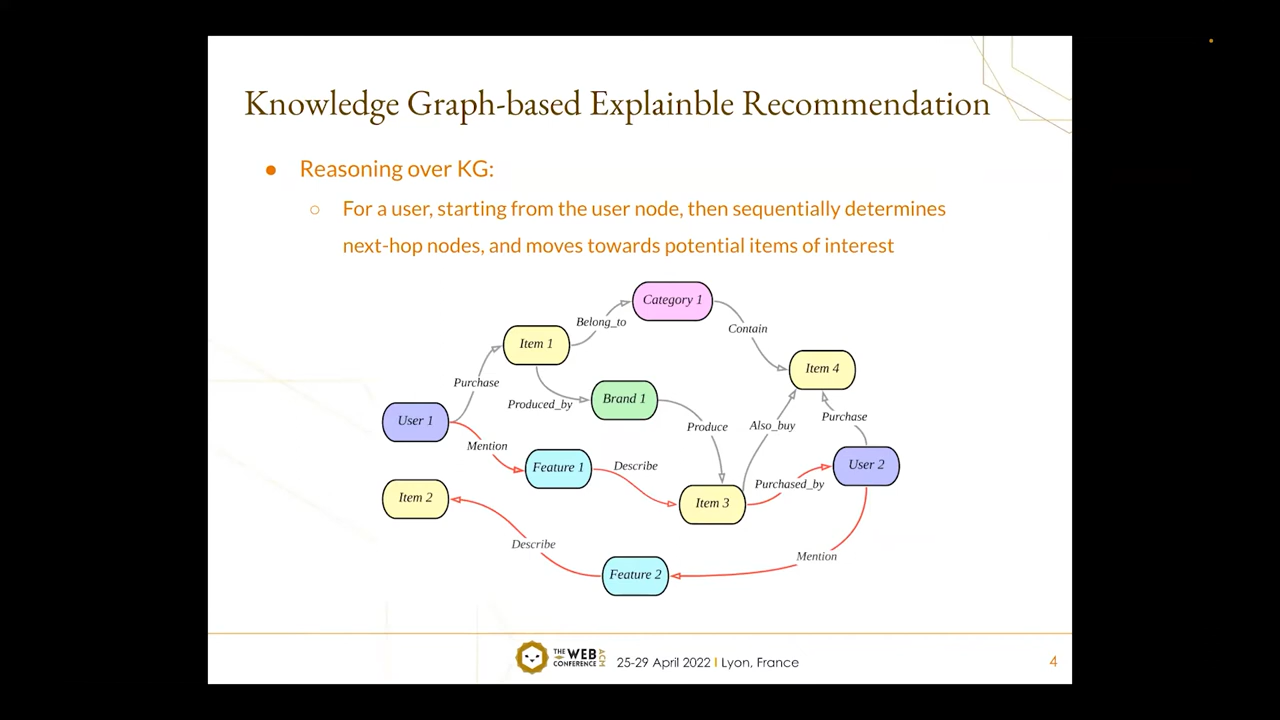 Knowledge Graph-based Explainble Recommendation
● Reasoning over KG:
○ For a user, starting from the user node, then sequentially determines
next-hop nodes, and moves towards potential items of interest
Category 1
Belong_to
Contain
Item 1
Item 4
Purchase
Produced_by
Brand 1
User 1
Produce
Also_buy
Purchase
Mention
Feature 1
Describe
User 2
Purchased_by
Item 2
Item 3
Describe
Mention
Feature 2
THE WEB CONFERENCE ACM
25-29 April 2022 I Lyon, France
4